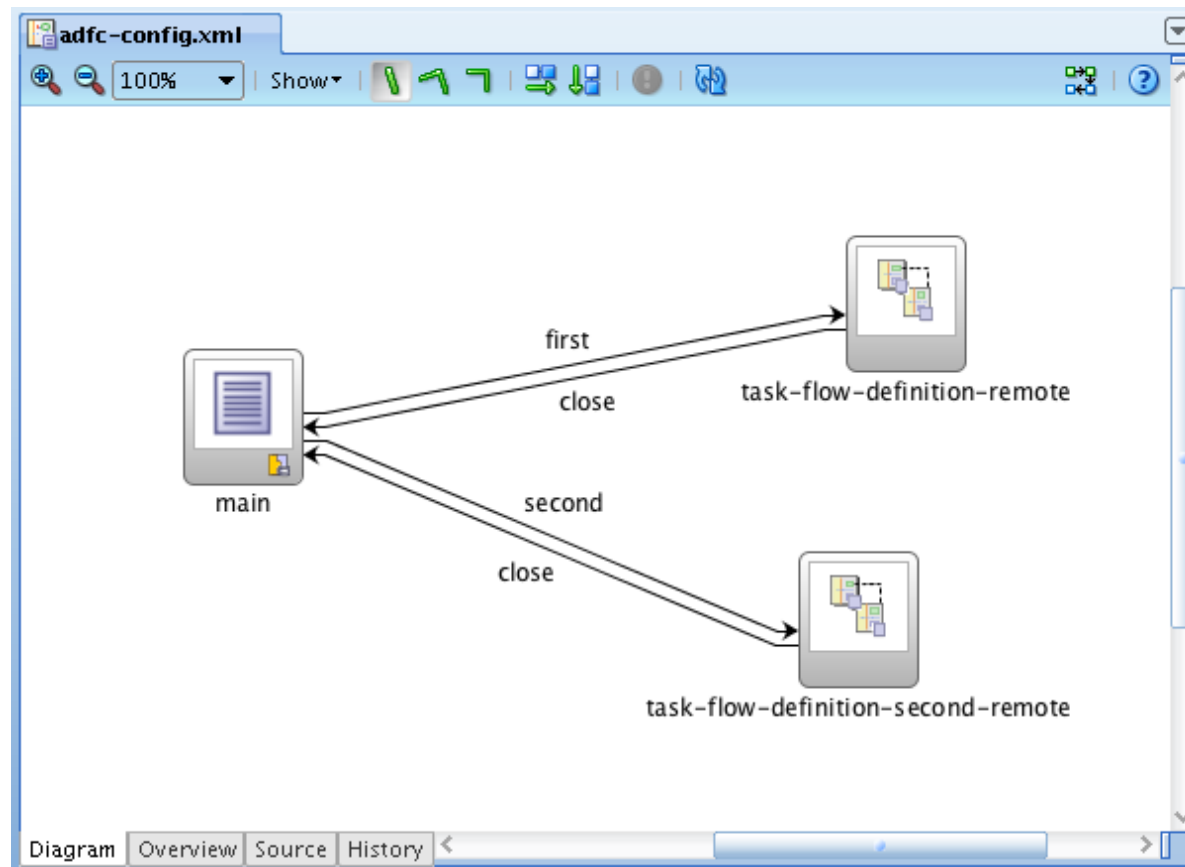 adfc-config.xml
100% Show
first
close
task-flow-definition-remote
main
second
close
task-flow-definition-second-remote
Diagram Overview Source History